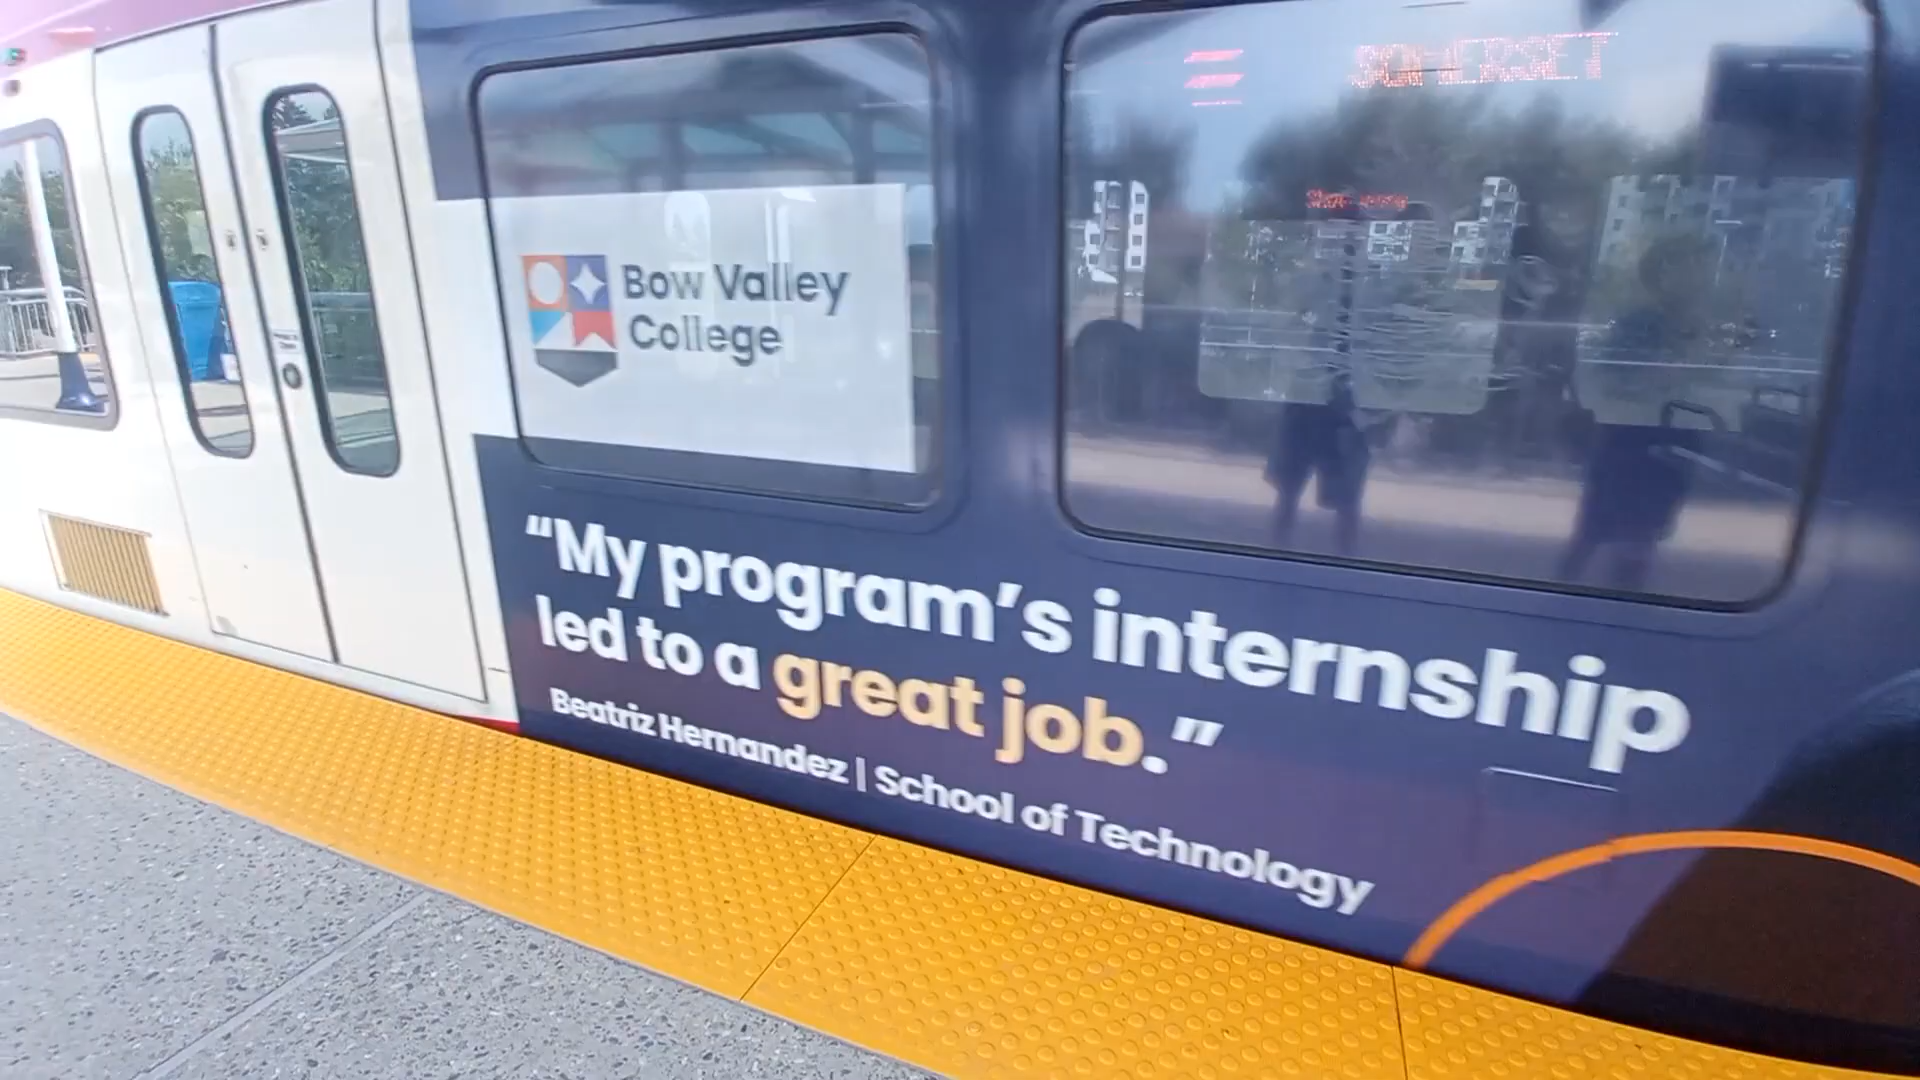 SOMERSET
Bow Valley
College
“My program’s internship
led to a great job.”
Beatriz Hernandez | School of Technology